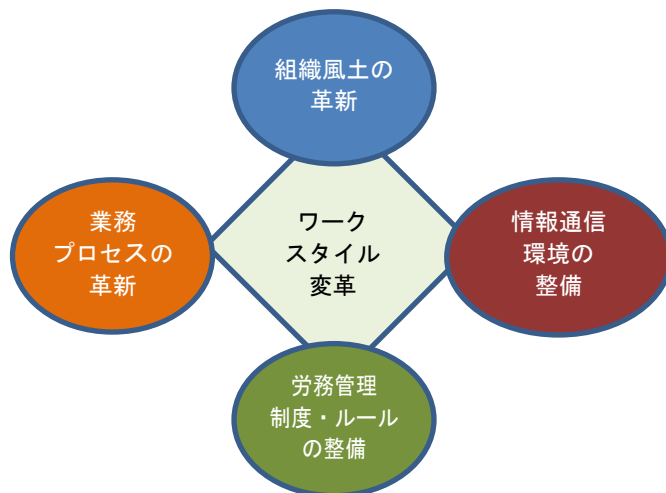 組織風土の
革新
業務
プロセスの
革新
ワーク
スタイル
変革
情報通信
環境の
整備
労務管理
制度・ルール
の整備